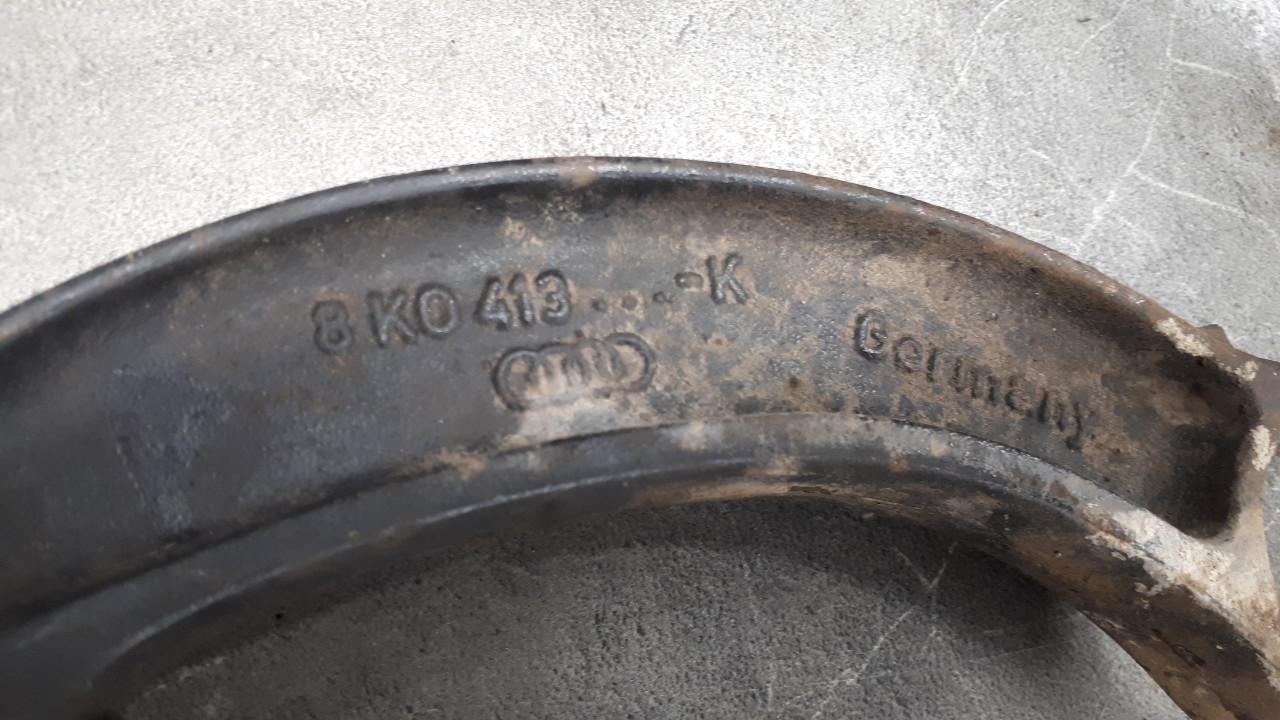 8 K0 413 ....-K
Germany